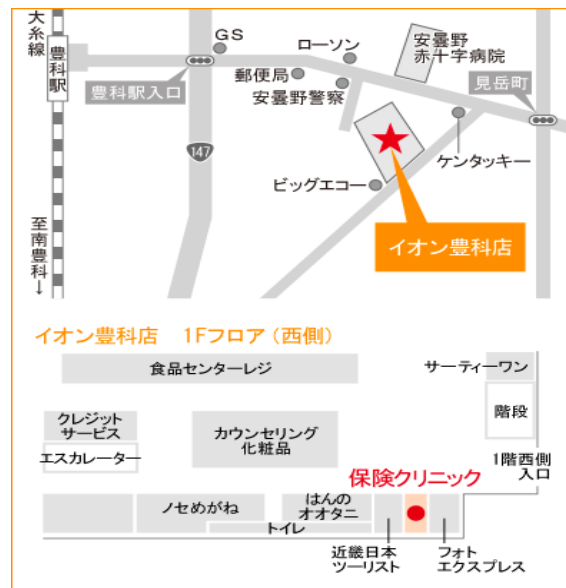 大糸線
豊科駅
GS
豊科駅入口
郵便局
ローソン
安曇野警察
安曇野
赤十字病院
見岳町
147
ケンタッキー
ビッグエコー
イオン豊科店
至南豊科→
イオン豊科店 1Fフロア(西側)
食品センターレジ
サーティーワン
階段
クレジット
サービス
エスカレーター
カウンセリング
化粧品
1階西側
入口
保険クリニック
ノセめがね
はんの
オオタニ
トイレ
近畿日本
ツーリスト
フォト
エクスプレス